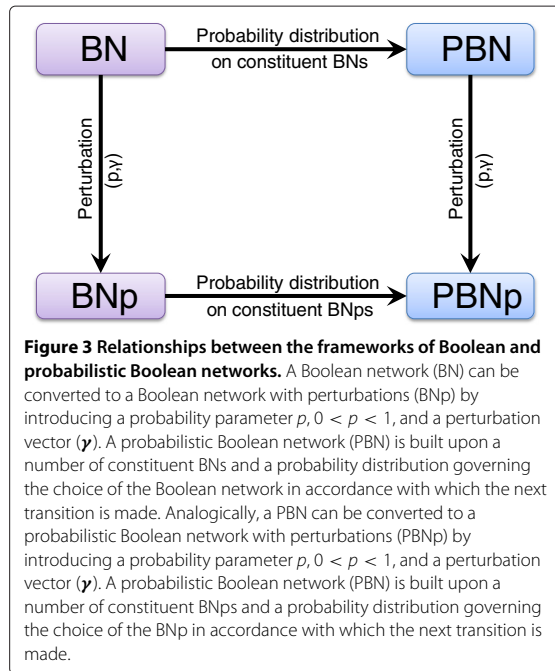 BN
Probability distribution
on constituent BNs
PBN
Perturbation
(p,γ)
Perturbation
(p,γ)
BNp
Probability distribution
on constituent BNps
PBNp
Figure 3 Relationships between the frameworks of Boolean and
probabilistic Boolean networks. A Boolean network (BN) can be
converted to a Boolean network with perturbations (BNp) by
introducing a probability parameter p, 0 < p < 1, and a perturbation
vector (γ). A probabilistic Boolean network (PBN) is built upon a
number of constituent BNs and a probability distribution governing
the choice of the Boolean network in accordance with which the next
transition is made. Analogically, a PBN can be converted to a
probabilistic Boolean network with perturbations (PBNp) by
introducing a probability parameter p, 0 < p < 1, and a perturbation
vector (γ). A probabilistic Boolean network (PBN) is built upon a
number of constituent BNps and a probability distribution governing
the choice of the BNp in accordance with which the next transition is
made.